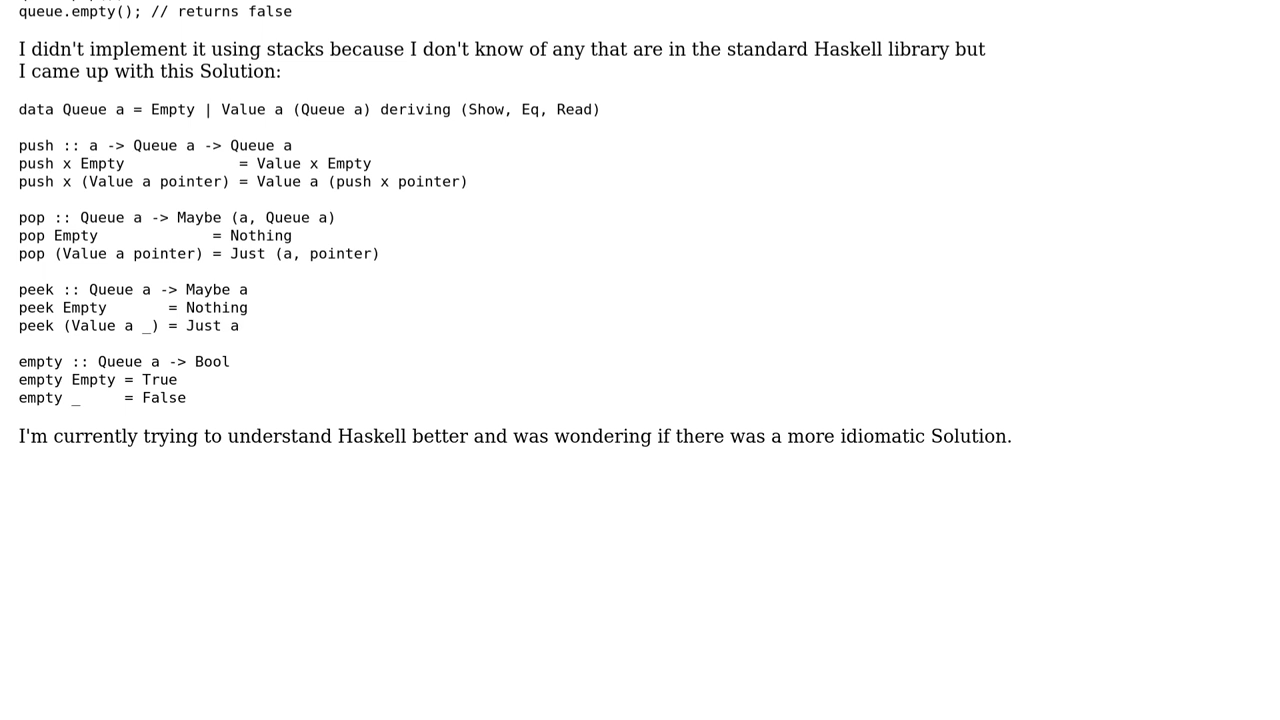 queue.empty(); // returns false
I didn't implement it using stacks because I don't know of any that are in the standard Haskell library but
I came up with this Solution:
data Queue a = Empty | Value a (Queue a) deriving (Show, Eq, Read)
push :: a -> Queue a -> Queue a
push x Empty             = Value x Empty
push x (Value a pointer) = Value a (push x pointer)
pop :: Queue a -> Maybe (a, Queue a)
pop Empty             = Nothing
pop (Value a pointer) = Just (a, pointer)
peek :: Queue a -> Maybe a
peek Empty       = Nothing
peek (Value a _) = Just a
empty :: Queue a -> Bool
empty Empty = True
empty _     = False
I'm currently trying to understand Haskell better and was wondering if there was a more idiomatic Solution.